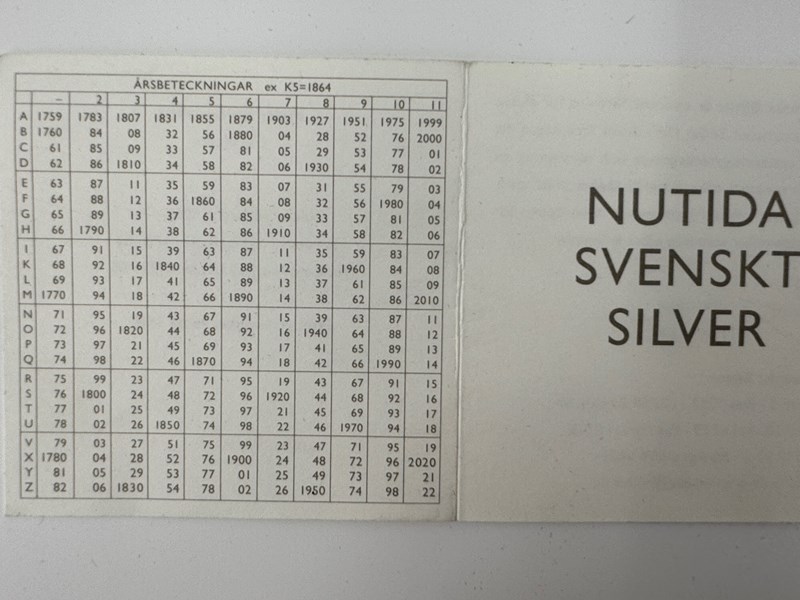 ÅRSBETECKNINGAR ex K5=1864
– 2 3 4 5 6 7 8 9 10 11
A 1759 1783 1807 1831 1855 1879 1903 1927 1951 1975 1999
B 1760 84 08 32 56 1880 04 28 52 76 2000
C 61 85 09 33 57 81 05 29 53 77 01
D 62 86 1810 34 58 82 06 1930 54 78 02
E 63 87 11 35 59 83 07 31 55 79 03
F 64 88 12 36 1860 84 08 32 56 1980 04
G 65 89 13 37 61 85 09 33 57 81 05
H 66 1790 14 38 62 86 1910 34 58 82 06
I 67 91 15 39 63 87 11 35 59 83 07
K 68 92 16 1840 64 88 12 36 1960 84 08
L 69 93 17 41 65 89 13 37 61 85 09
M 1770 94 18 42 66 1890 14 38 62 86 2010
N 71 95 19 43 67 91 15 39 63 87 11
O 72 96 1820 44 68 92 16 1940 64 88 12
P 73 97 21 45 69 93 17 41 65 89 13
Q 74 98 22 46 1870 94 18 42 66 1990 14
R 75 99 23 47 71 95 19 43 67 91 15
S 76 1800 24 48 72 96 1920 44 68 92 16
T 77 01 25 49 73 97 21 45 69 93 17
U 78 02 26 1850 74 98 22 46 1970 94 18
V 79 03 27 51 75 99 23 47 71 95 19
X 1780 04 28 52 76 1900 24 48 72 96 2020
Y 81 05 29 53 77 01 25 49 73 97 21
Z 82 06 1830 54 78 02 26 1950 74 98 22
NUTIDA
SVENSKT
SILVER